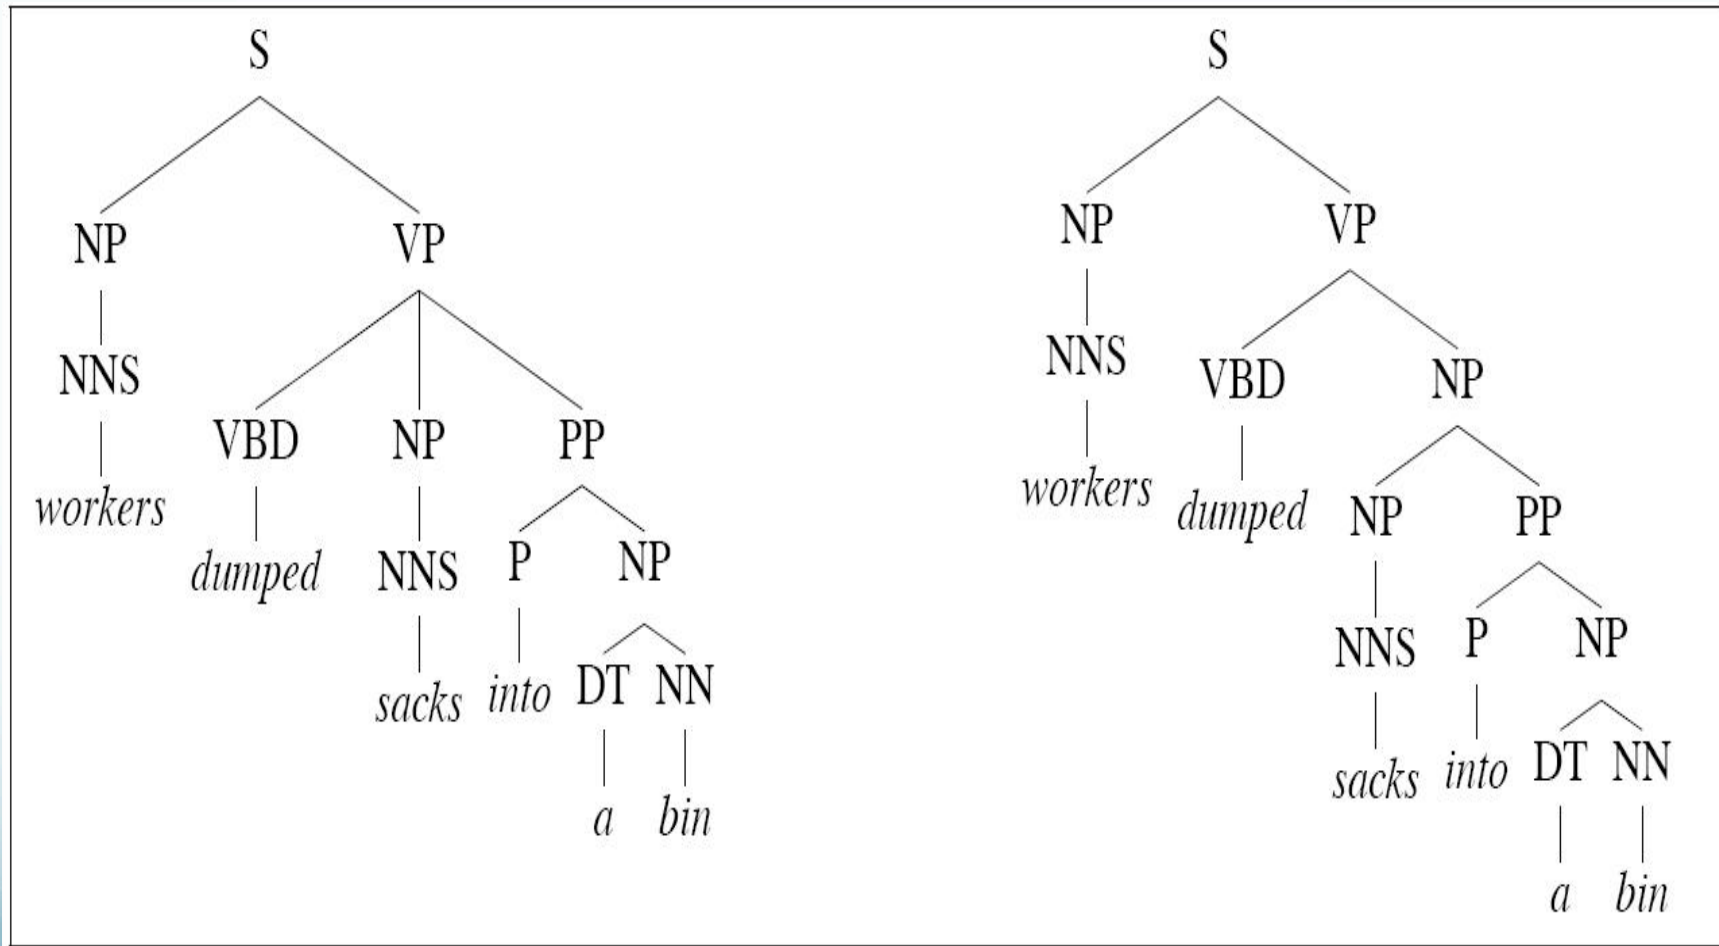 S S
NP VP NP VP
NNS NNS
VBD NP PP VBD NP
workers workers dumped NP PP
dumped NNS P NP NNS P NP
sacks into DT NN sacks into DT NN
a bin a bin